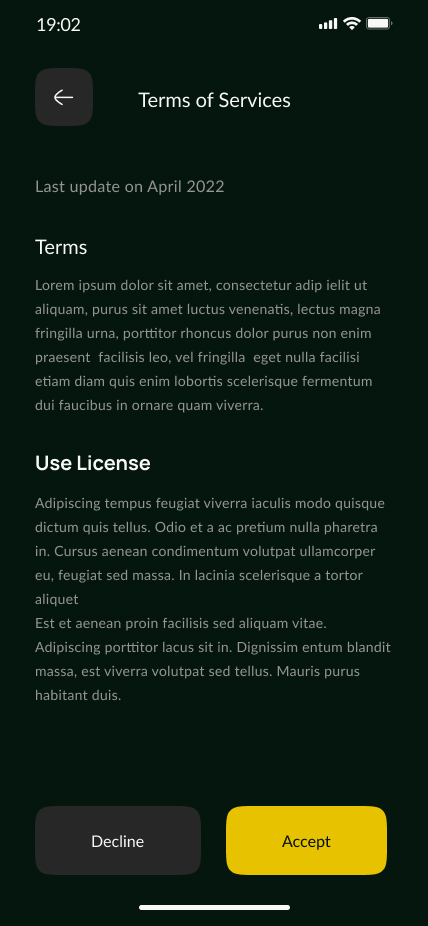 19:02
Terms of Services
Last update on April 2022
Terms
Lorem ipsum dolor sit amet, consectetur adip ielit ut
aliquam, purus sit amet luctus venenatis, lectus magna
fringilla urna, porttitor rhoncus dolor purus non enim
praesent  facilisis leo, vel fringilla  eget nulla facilisi
etiam diam quis enim lobortis scelerisque fermentum
dui faucibus in ornare quam viverra.
Use License
Adipiscing tempus feugiat viverra iaculis modo quisque
dictum quis tellus. Odio et a ac pretium nulla pharetra
in. Cursus aenean condimentum volutpat ullamcorper
eu, feugiat sed massa. In lacinia scelerisque a tortor
aliquet
Est et aenean proin facilisis sed aliquam vitae.
Adipiscing porttitor lacus sit in. Dignissim entum blandit
massa, est viverra volutpat sed tellus. Mauris purus
habitant duis.
Decline
Accept